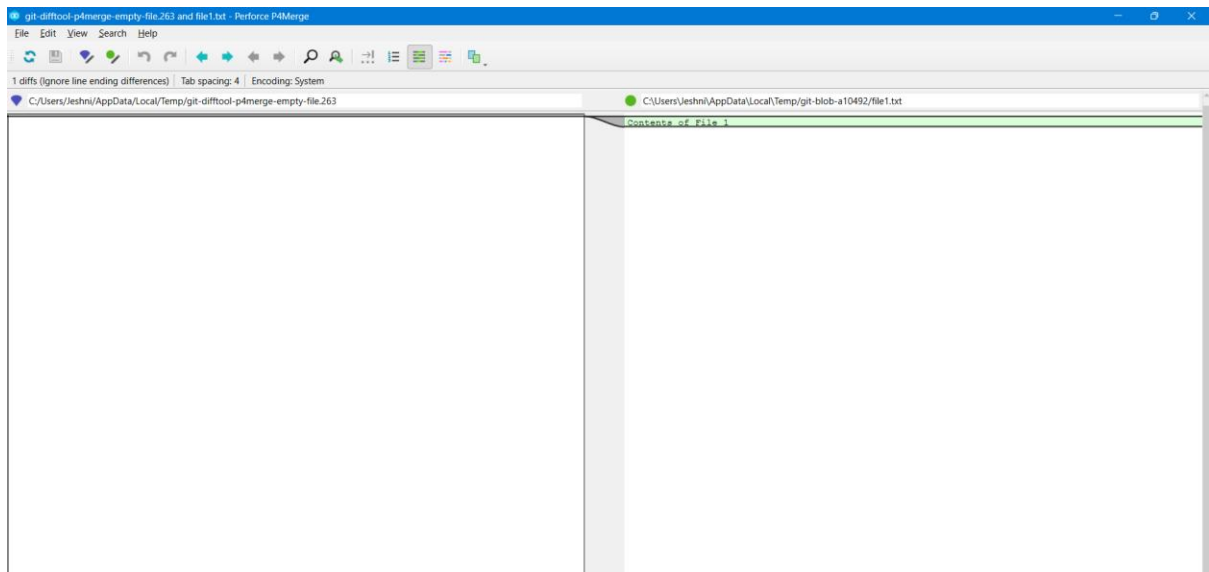 git-difftool-p4merge-empty-file.263 and file1.txt - Perforce P4Merge
File Edit View Search Help
1 diffs (Ignore line ending differences) Tab spacing: 4 Encoding: System
C:/Users/Jeshni/AppData/Local/Temp/git-difftool-p4merge-empty-file.263
C:\Users\Jeshni\AppData\Local\Temp/git-blob-a10492/file1.txt
Contents of File 1